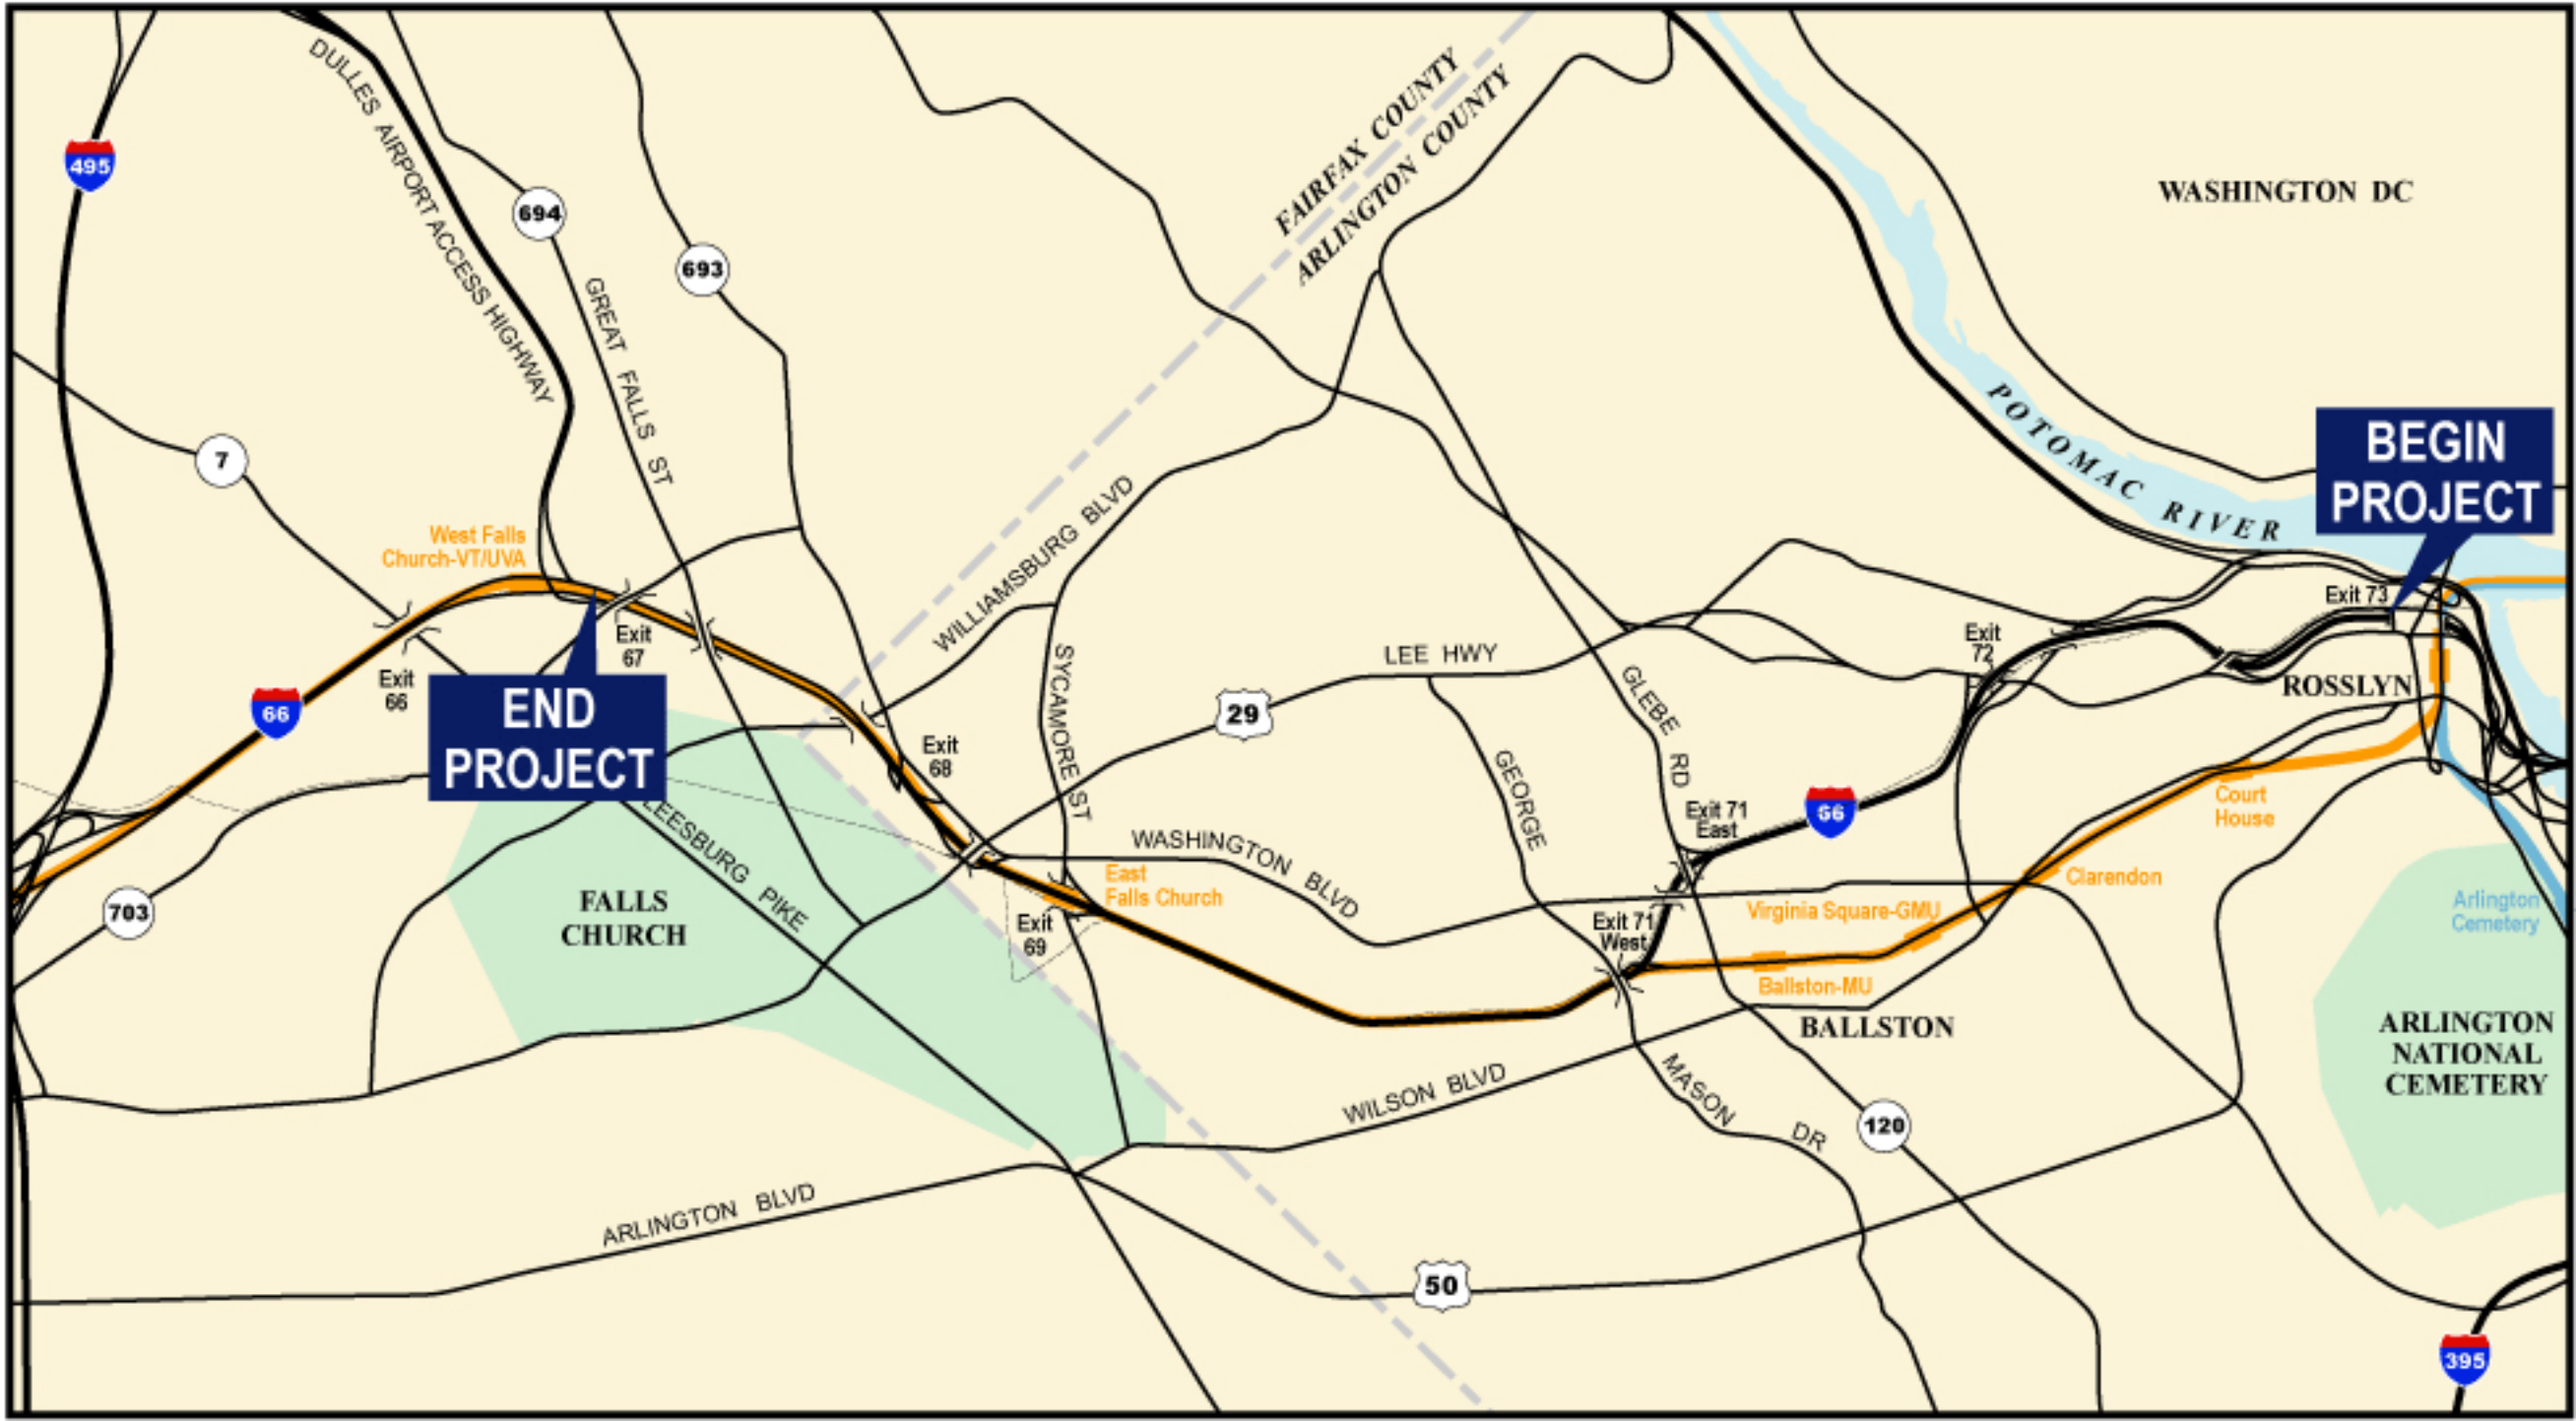 DULLES AIRPORT ACCESS HIGHWAY
FAIRFAX COUNTY
ARLINGTON COUNTY
495
WASHINGTON DC
694
693
GREAT FALLS ST
POTOMAC RIVER
BEGIN
PROJECT
7
West Falls
Church-VT/UVA
WILLIAMSBURG BLVD
Exit 73
Exit
67
Exit
72
LEE HWY
SYCAMORE ST
Exit
66
END
PROJECT
66
29
GLEBE RD
ROSSLYN
Exit
68
GEORGE
Exit 71
East
66
Court
House
LEESBURG PIKE
WASHINGTON BLVD
East
Falls Church
Clarendon
703
FALLS
CHURCH
Exit
69
Exit 71
West
Virginia Square-GMU
Arlington
Cemetery
Ballston-MU
BALLSTON
ARLINGTON
NATIONAL
CEMETERY
WILSON BLVD
MASON DR
120
ARLINGTON BLVD
50
395